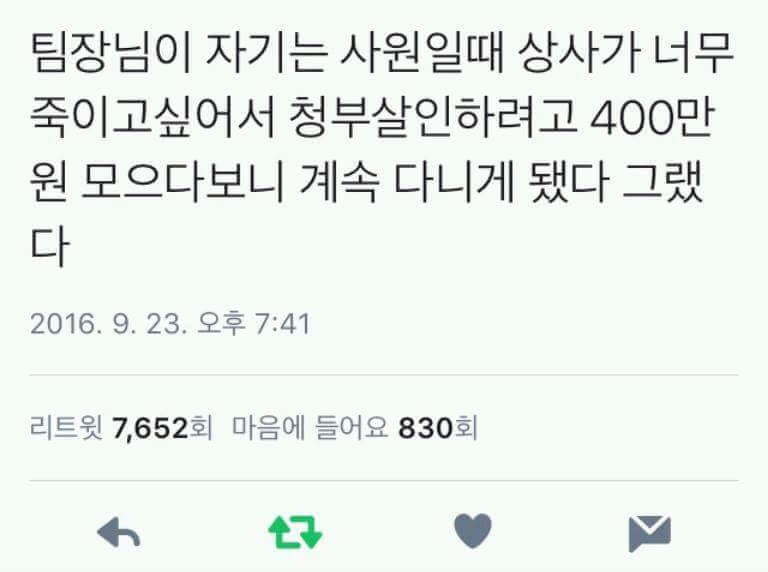 팀장님이 자기는 사원일때 상사가 너무
죽이고싶어서 청부살인하려고 400만
원 모으다보니 계속 다니게 됐다 그랬
다
2016. 9. 23. 오후 7:41
리트윗 7,652회 마음에 들어요 830회